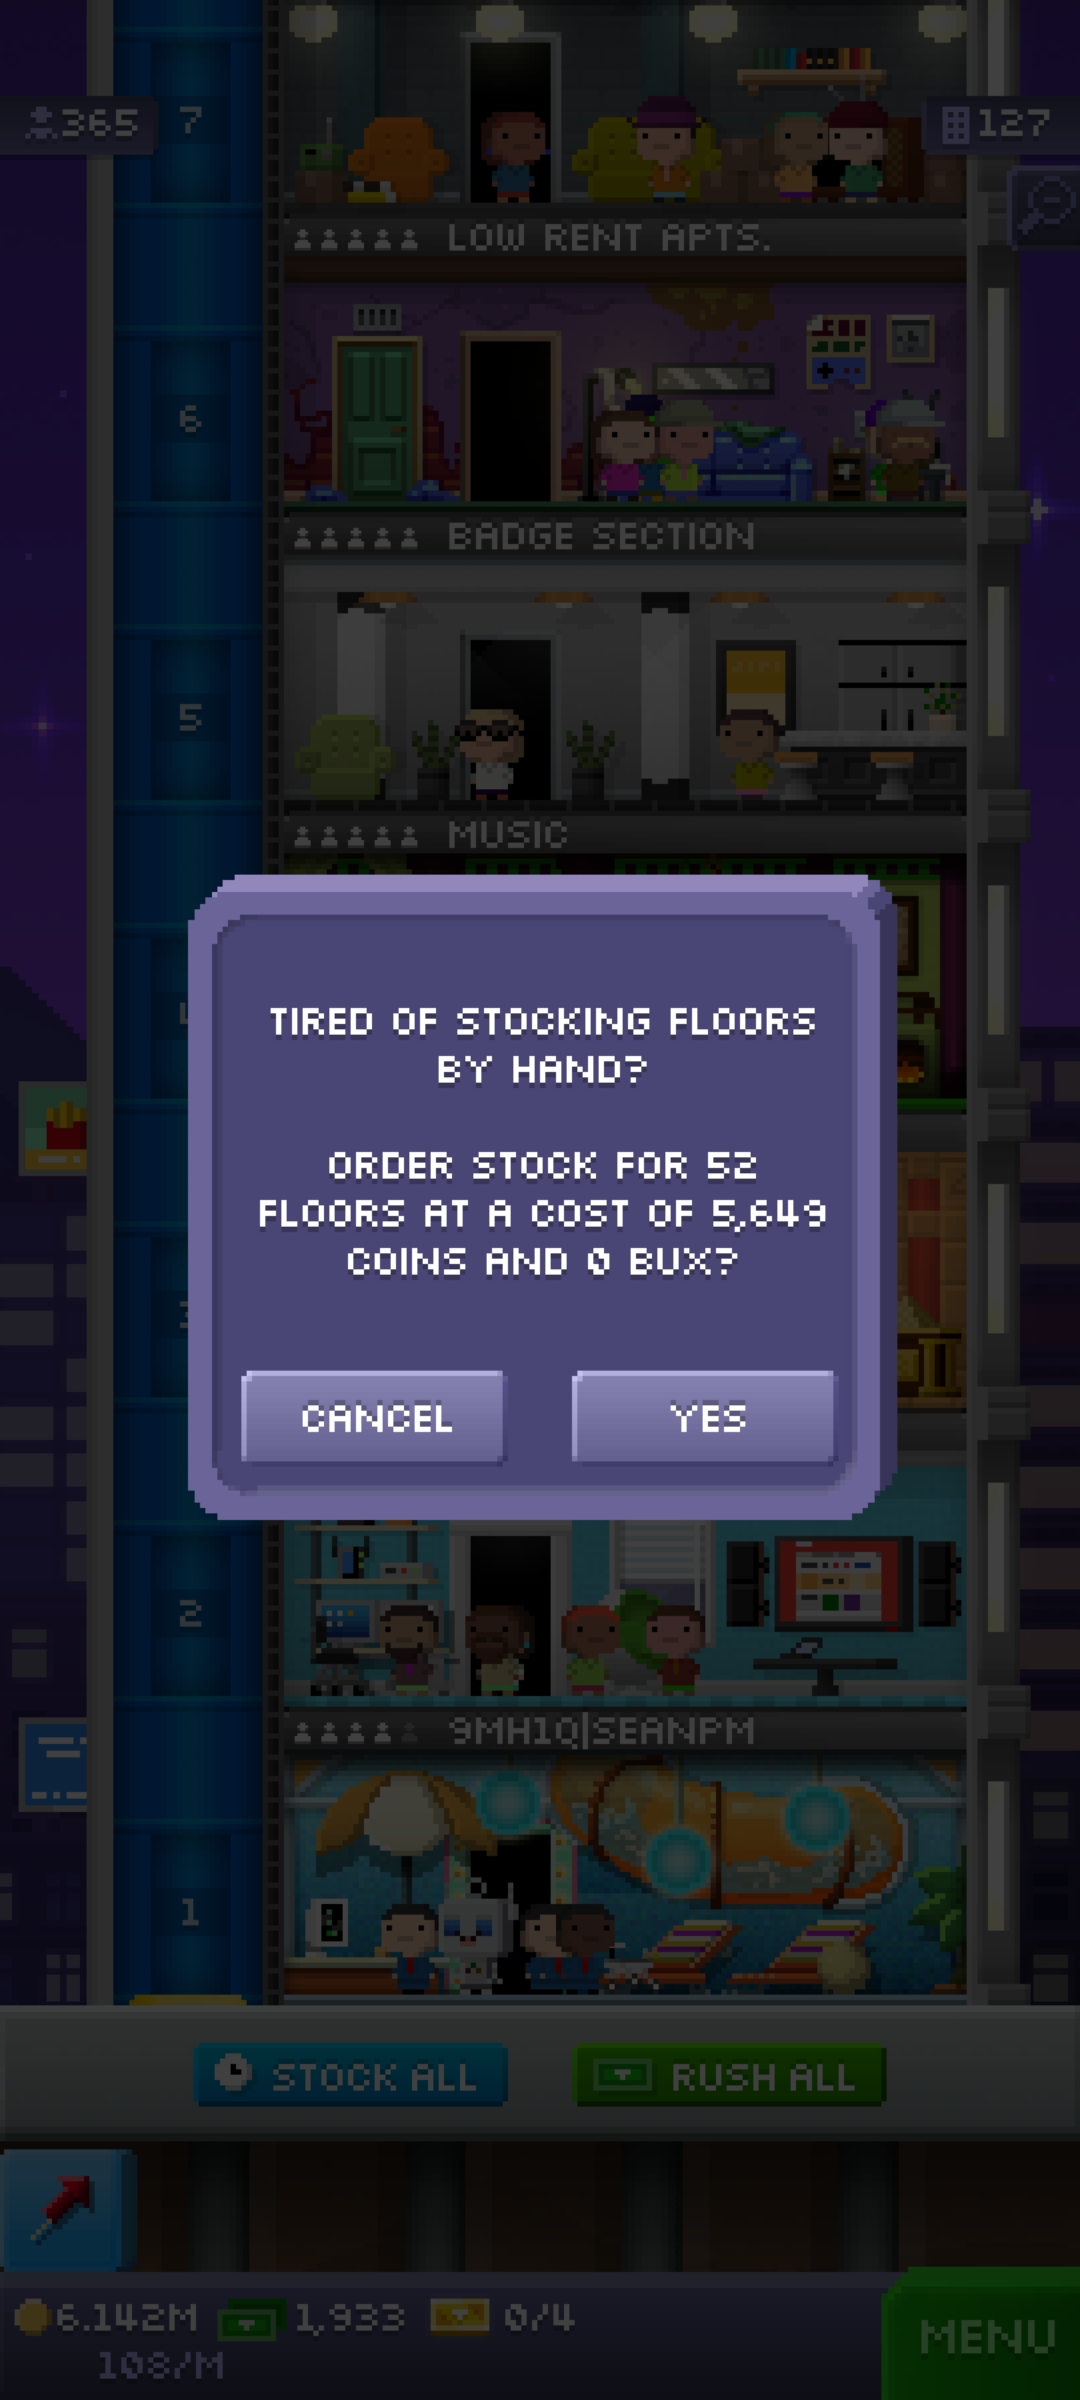 365
7
127
LOW RENT APTS.
6
BADGE SECTION
5
MUSIC
TIRED OF STOCKING FLOORS
BY HAND?
ORDER STOCK FOR 52
FLOORS AT A COST OF 5,649
COINS AND 0 BUX?
CANCEL
YES
2
9MH1Q|SEANPM
1
STOCK ALL
RUSH ALL
6.142M
1,933
0/4
108/M
MENU